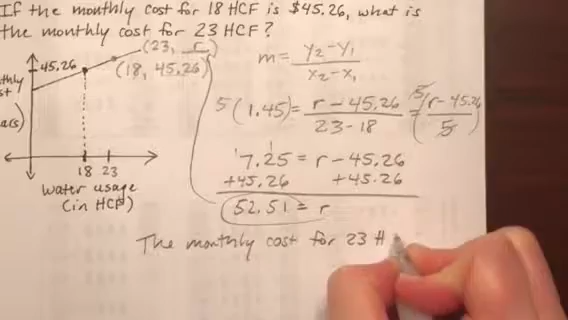 If the monthly cost for 18 HCF is $45.26, what is
the monthly cost for 23 HCF?
(23, r)
45.26
(18, 45.26)
18 23
water usage
(in HCF)
m = y₂-y₁ / x₂-x₁
5(1.45) = r-45.26 / 23-18 = 5(r-45.26 / 5)
7.25 = r-45.26
+45.26 +45.26
52.51 = r
The monthly cost for 23 H